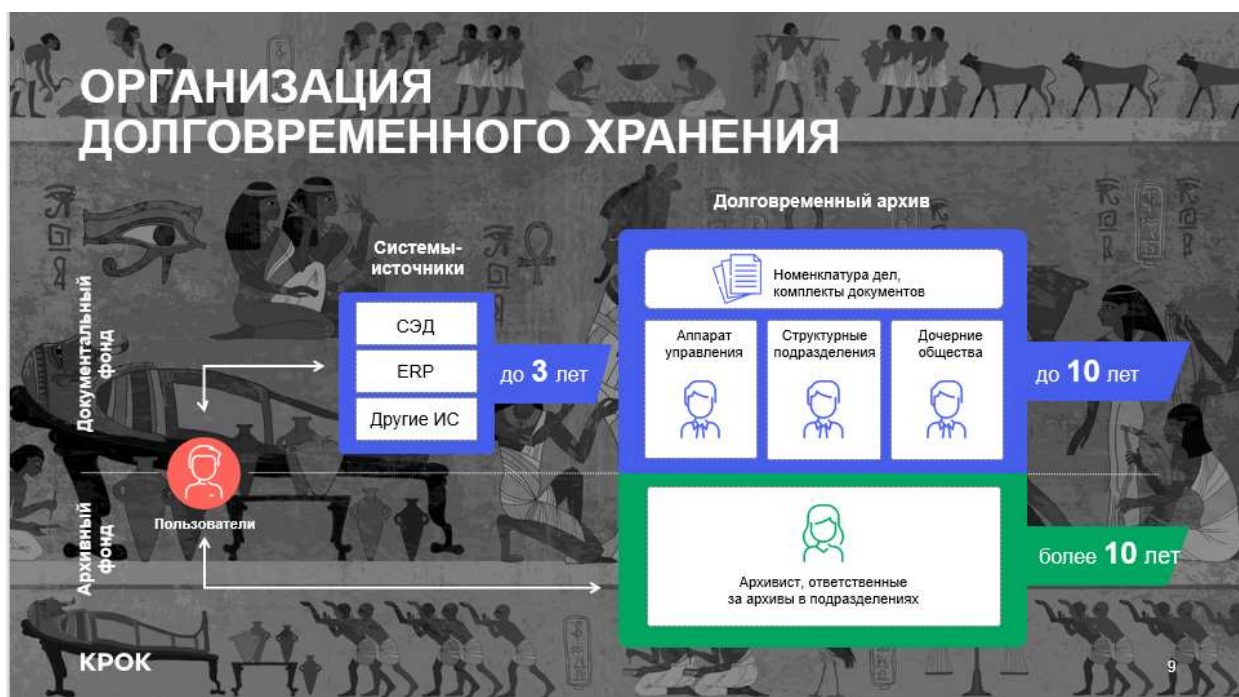 ОРГАНИЗАЦИЯ
ДОЛГОВРЕМЕННОГО ХРАНЕНИЯ
Долговременный архив
Системы-
источники
Документальный
фонд
СЭД
ERP
Другие ИС
до 3 лет
Номенклатура дел,
комплекты документов
Аппарат
управления
Структурные
подразделения
Дочерние
общества
до 10 лет
Пользователи
Архивный
фонд
Архивист, ответственные
за архивы в подразделениях
более 10 лет
КРОК
9